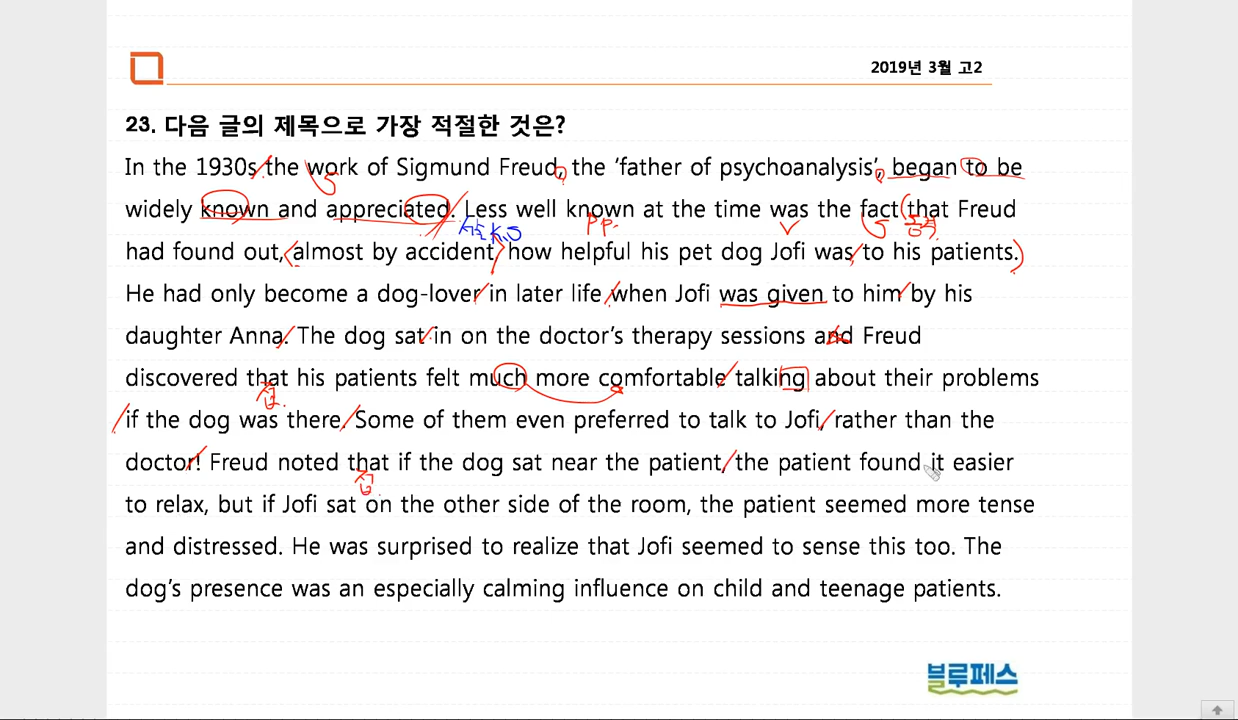 2019년 3월 고2
23. 다음 글의 제목으로 가장 적절한 것은?
In the 1930s the work of Sigmund Freud, the ‘father of psychoanalysis’, began to be
widely known and appreciated. Less well known at the time was the fact that Freud
p.p.
had found out, almost by accident, how helpful his pet dog Jofi was to his patients.
He had only become a dog-lover in later life when Jofi was given to him by his
daughter Anna. The dog sat in on the doctor’s therapy sessions and Freud
discovered that his patients felt much more comfortable talking about their problems
접
if the dog was there. Some of them even preferred to talk to Jofi, rather than the
doctor! Freud noted that if the dog sat near the patient, the patient found it easier
접
to relax, but if Jofi sat on the other side of the room, the patient seemed more tense
and distressed. He was surprised to realize that Jofi seemed to sense this too. The
dog’s presence was an especially calming influence on child and teenage patients.
블루페스